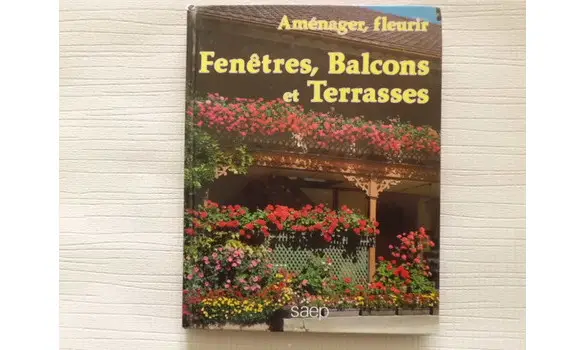 Aménager, fleurir
Fenêtres, Balcons
et Terrasses
saep